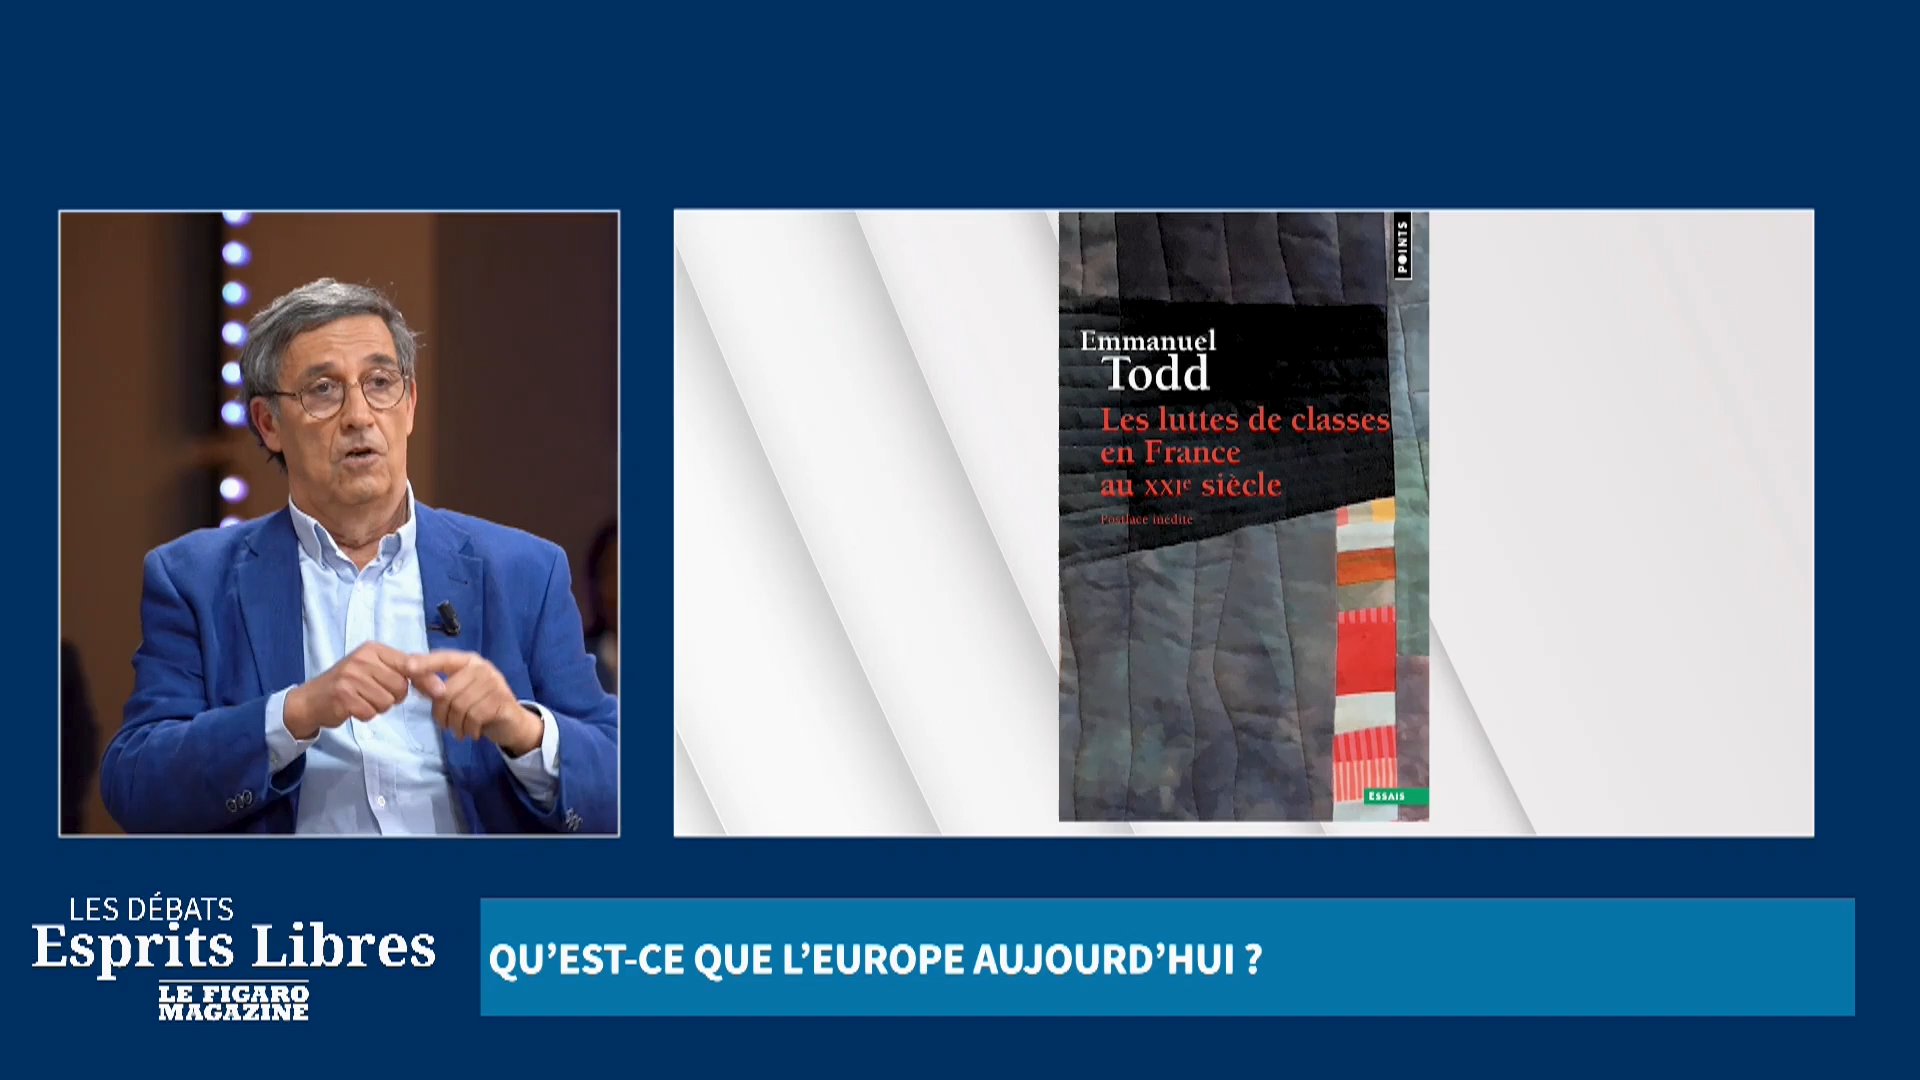 POINTS
Emmanuel
Todd
Les luttes de classes
en France
au XXIe siècle
Postface inédite
ESSAIS
LES DÉBATS
Esprits Libres
LE FIGARO
MAGAZINE
QU'EST-CE QUE L'EUROPE AUJOURD'HUI ?